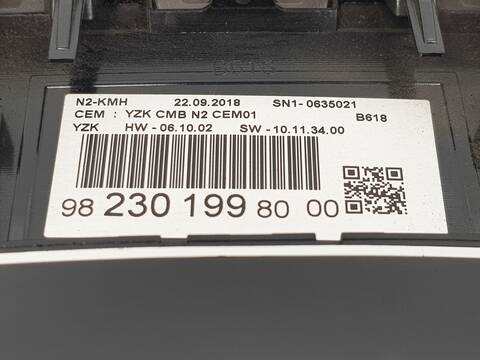 N2-KMH 22.09.2018 SN1- 0635021
CEM : YZK CMB N2 CEM01 B618
YZK HW - 06.10.02 SW - 10.11.34.00
98 230 199 80 00